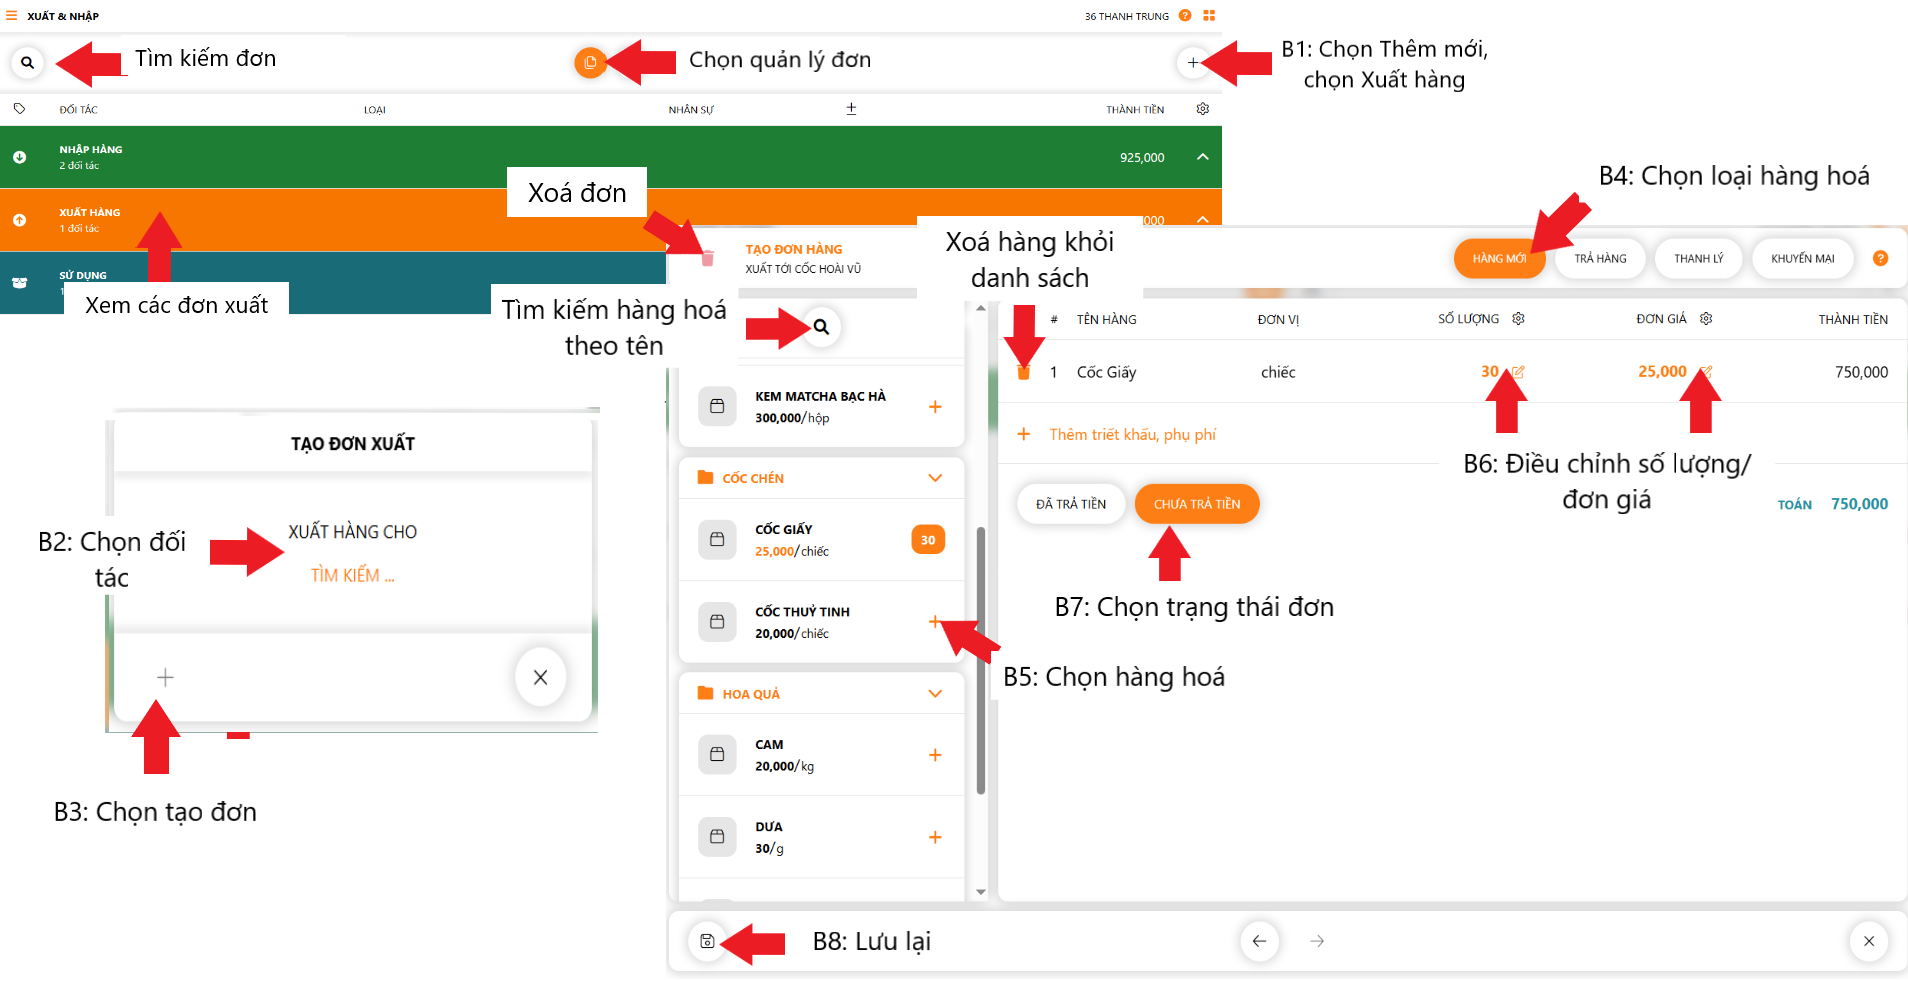 XUẤT & NHẬP
36 THANH TRUNG
Tìm kiếm đơn
Chọn quản lý đơn
B1: Chọn Thêm mới,
chọn Xuất hàng
ĐỐI TÁC
LOẠI
NHÂN SỰ
THÀNH TIỀN
NHẬP HÀNG
2 đối tác
925,000
XUẤT HÀNG
1 đối tác
000
SỬ DỤNG
Xem các đơn xuất
Xoá đơn
TẠO ĐƠN HÀNG
XUẤT TỚI CỐC HOÀI VŨ
Xoá hàng khỏi
danh sách
B4: Chọn loại hàng hoá
HÀNG MỚI
TRẢ HÀNG
THANH LÝ
KHUYẾN MẠI
Tìm kiếm hàng hoá
theo tên
# TÊN HÀNG
ĐƠN VỊ
SỐ LƯỢNG
ĐƠN GIÁ
THÀNH TIỀN
1 Cốc Giấy
chiếc
30
25,000
750,000
Thêm triết khấu, phụ phí
B6: Điều chỉnh số lượng/
đơn giá
ĐÃ TRẢ TIỀN
CHƯA TRẢ TIỀN
TOÁN 750,000
B7: Chọn trạng thái đơn
KEM MATCHA BẠC HÀ
300,000/hộp
CỐC CHÉN
CỐC GIẤY
25,000/chiếc
30
CỐC THUỶ TINH
20,000/chiếc
B5: Chọn hàng hoá
HOA QUẢ
CAM
20,000/kg
DƯA
30/g
B8: Lưu lại
TẠO ĐƠN XUẤT
XUẤT HÀNG CHO
TÌM KIẾM ...
B2: Chọn đối
tác
B3: Chọn tạo đơn